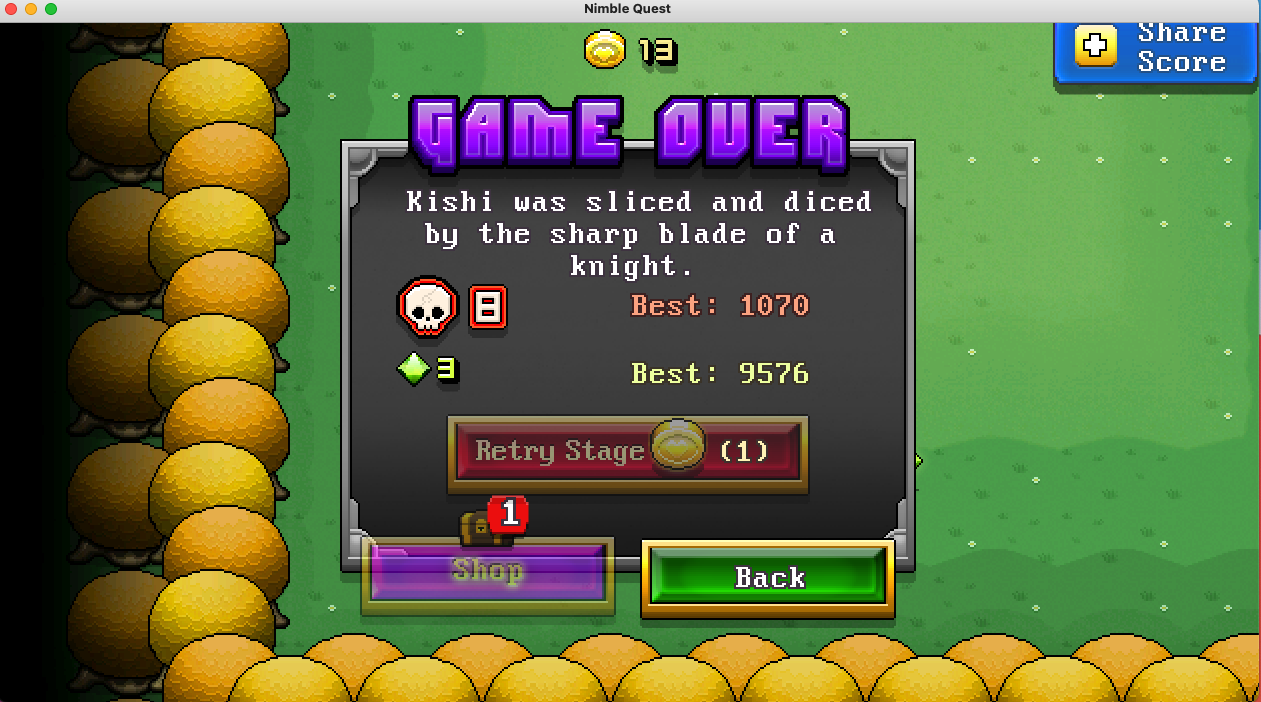 Nimble Quest
13
Share
Score
GAME OVER
Kishi was sliced and diced
by the sharp blade of a
knight.
8 Best: 1070
3 Best: 9576
Retry Stage (1)
1
Shop
Back